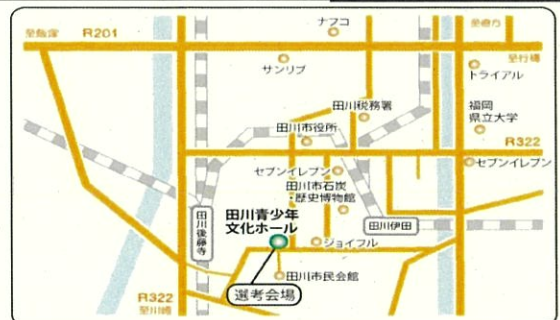 ナフコ
至直方
至飯塚
R201
至行橋
サンリブ
トライアル
田川税務署
福岡
県立大学
田川市役所
R322
セブンイレブン
セブンイレブン
田川市石炭
・歴史博物館
田川後藤寺
田川青少年
文化ホール
田川伊田
ジョイフル
田川市民会館
選考会場
R322
至川崎